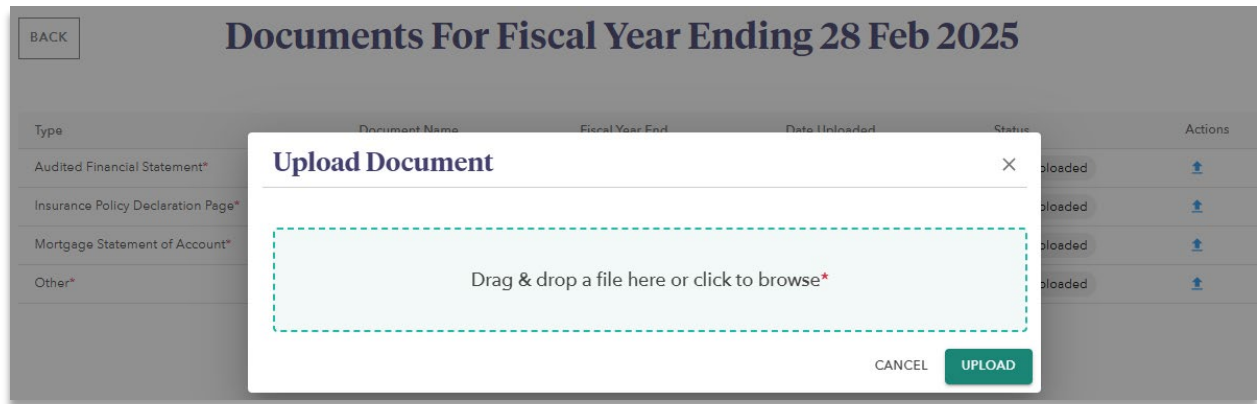 BACK
Documents For Fiscal Year Ending 28 Feb 2025
Type Document Name Fiscal Year End Date Uploaded Status Actions
Audited Financial Statement*
Insurance Policy Declaration Page*
Mortgage Statement of Account*
Other*
Upload Document
Drag & drop a file here or click to browse*
CANCEL UPLOAD